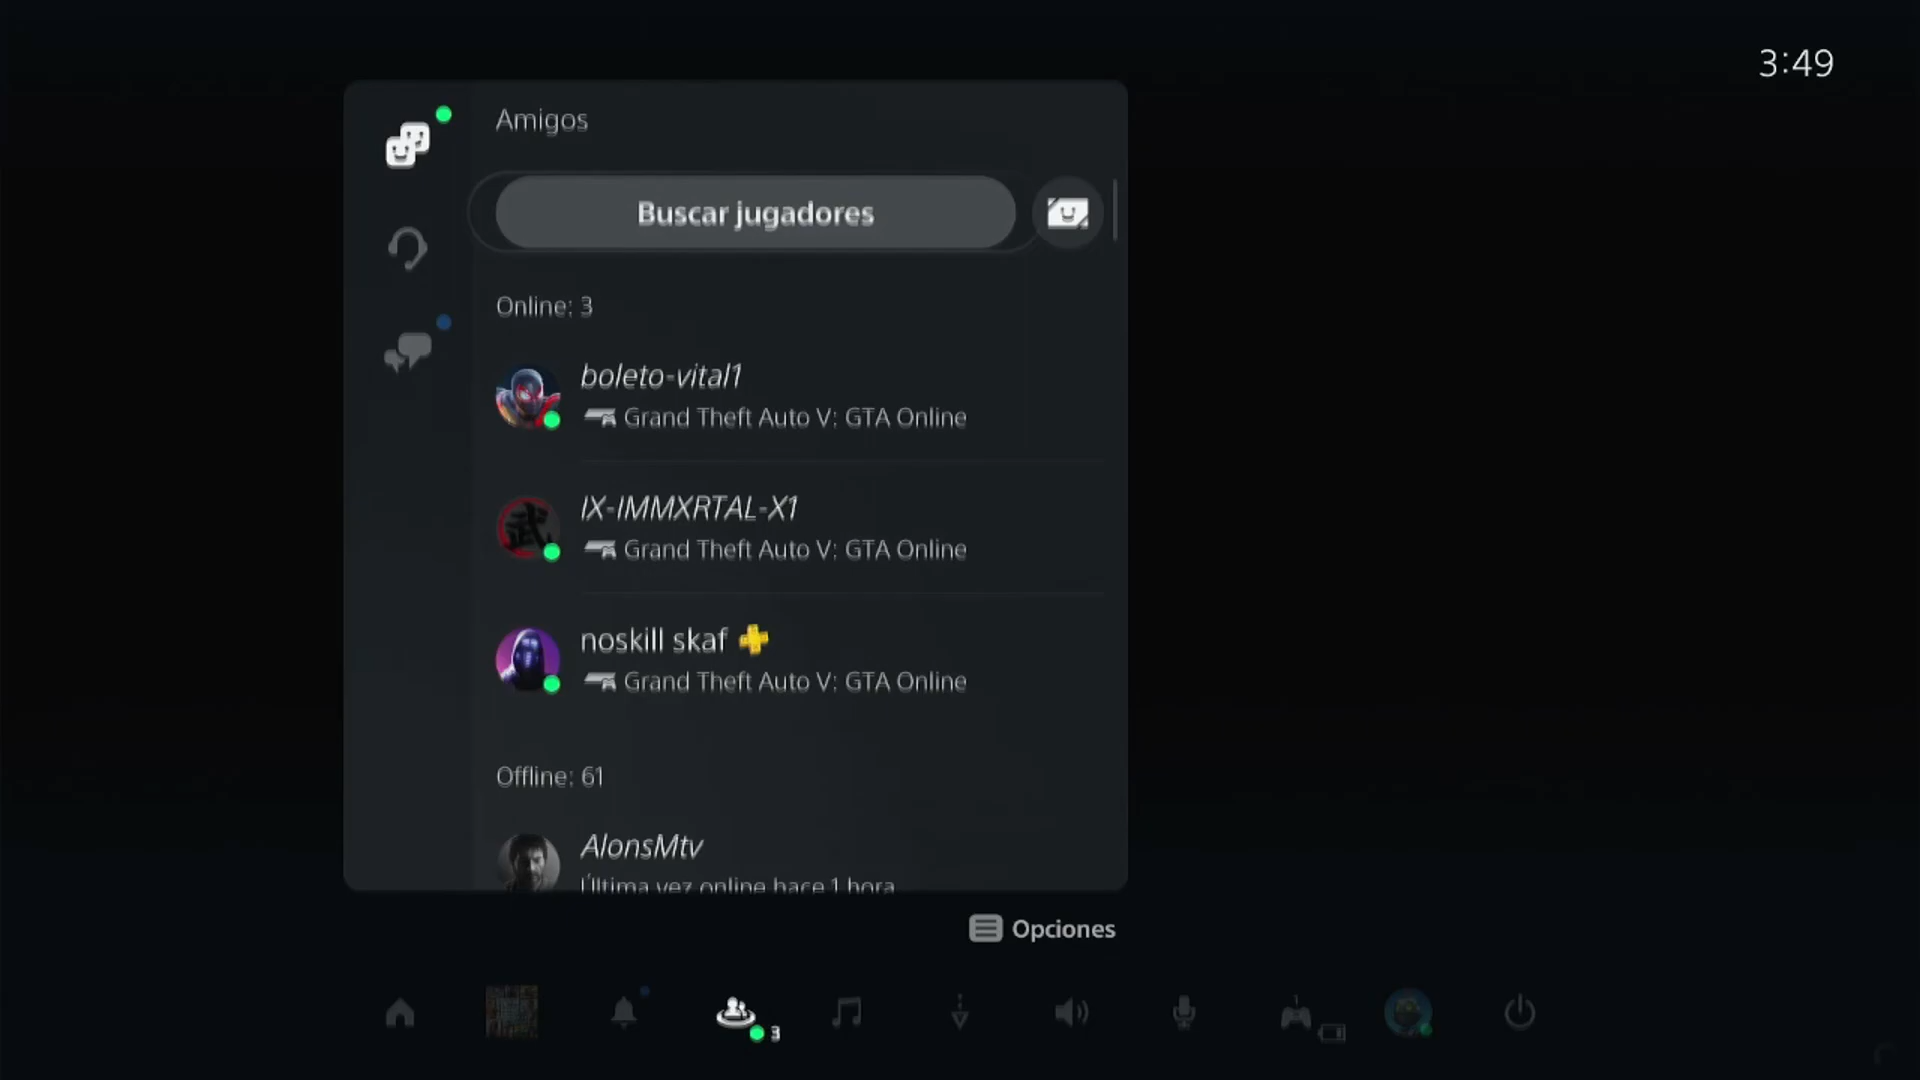 3:49
Amigos
Buscar jugadores
Online: 3
boleto-vital1
Grand Theft Auto V: GTA Online
IX-IMMXRTAL-X1
武
Grand Theft Auto V: GTA Online
noskill skaf
Grand Theft Auto V: GTA Online
Offline: 61
AlonsMtv
Última vez online hace 1 hora
Opciones
3